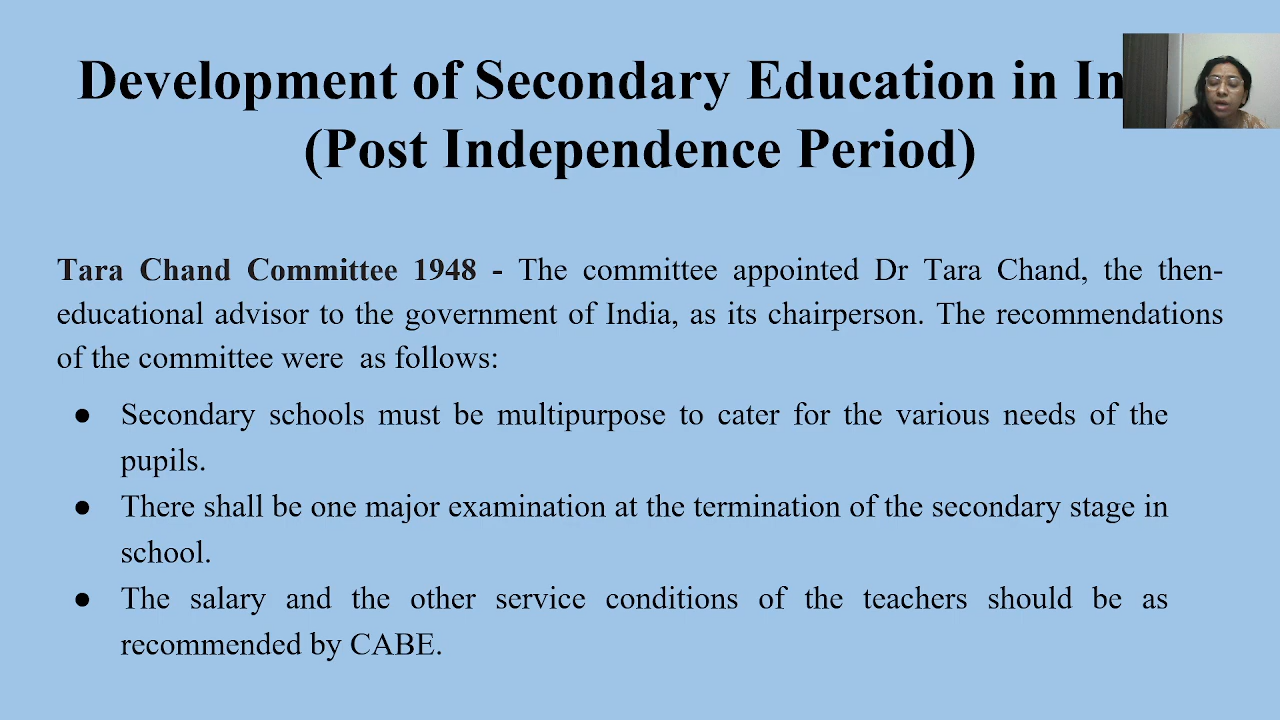 Development of Secondary Education in In
(Post Independence Period)
Tara Chand Committee 1948 - The committee appointed Dr Tara Chand, the then-
educational advisor to the government of India, as its chairperson. The recommendations
of the committee were as follows:
● Secondary schools must be multipurpose to cater for the various needs of the
pupils.
● There shall be one major examination at the termination of the secondary stage in
school.
● The salary and the other service conditions of the teachers should be as
recommended by CABE.